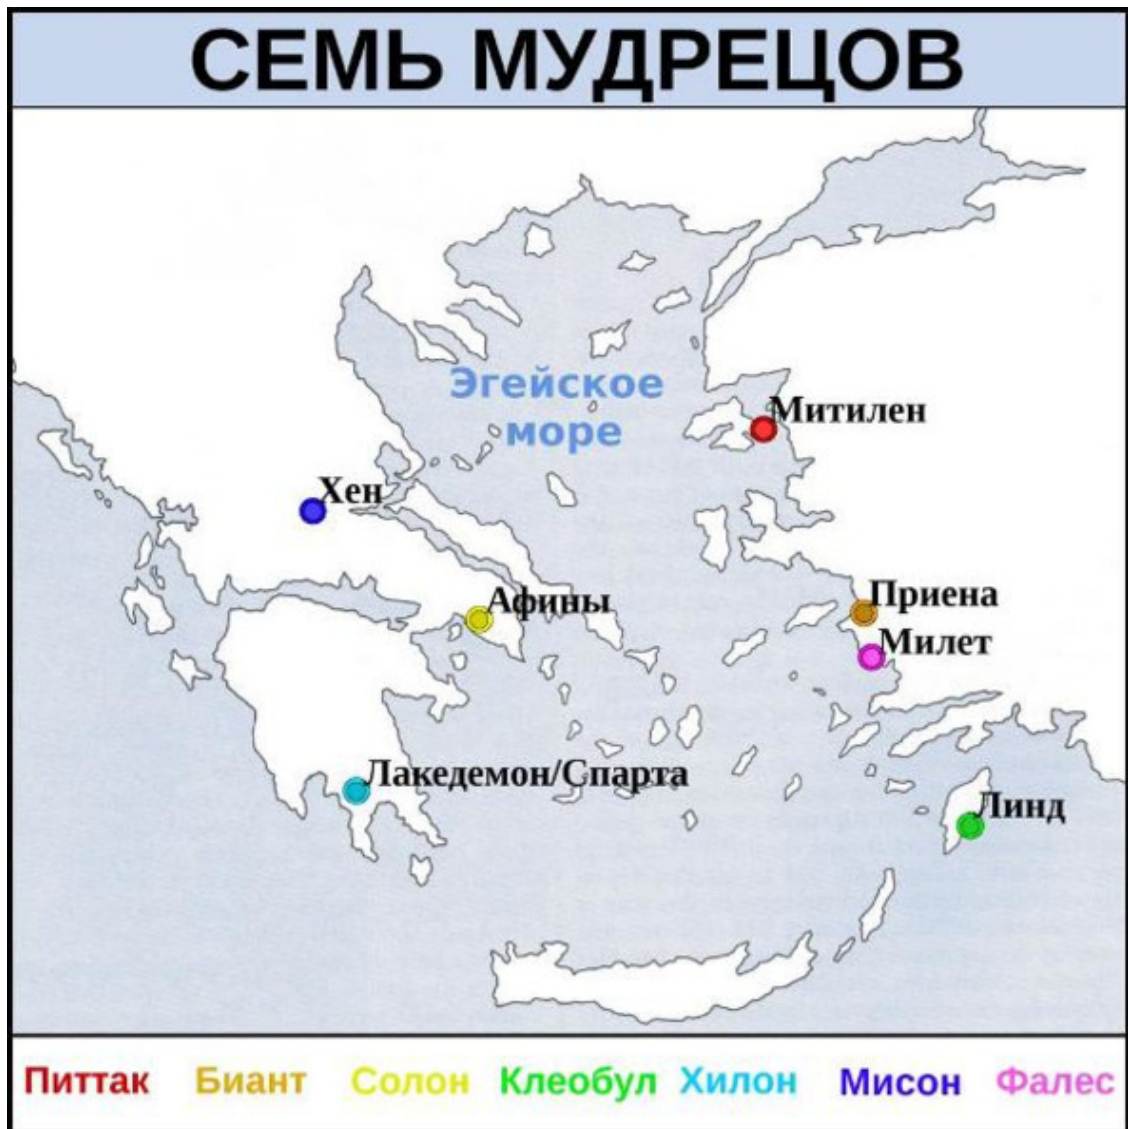 СЕМЬ МУДРЕЦОВ
Эгейское
море
Митилен
Хен
Афины
Приена
Милет
Лакедемон/Спарта
Линд
Питтак Биант Солон Клеобул Хилон Мисон Фалес